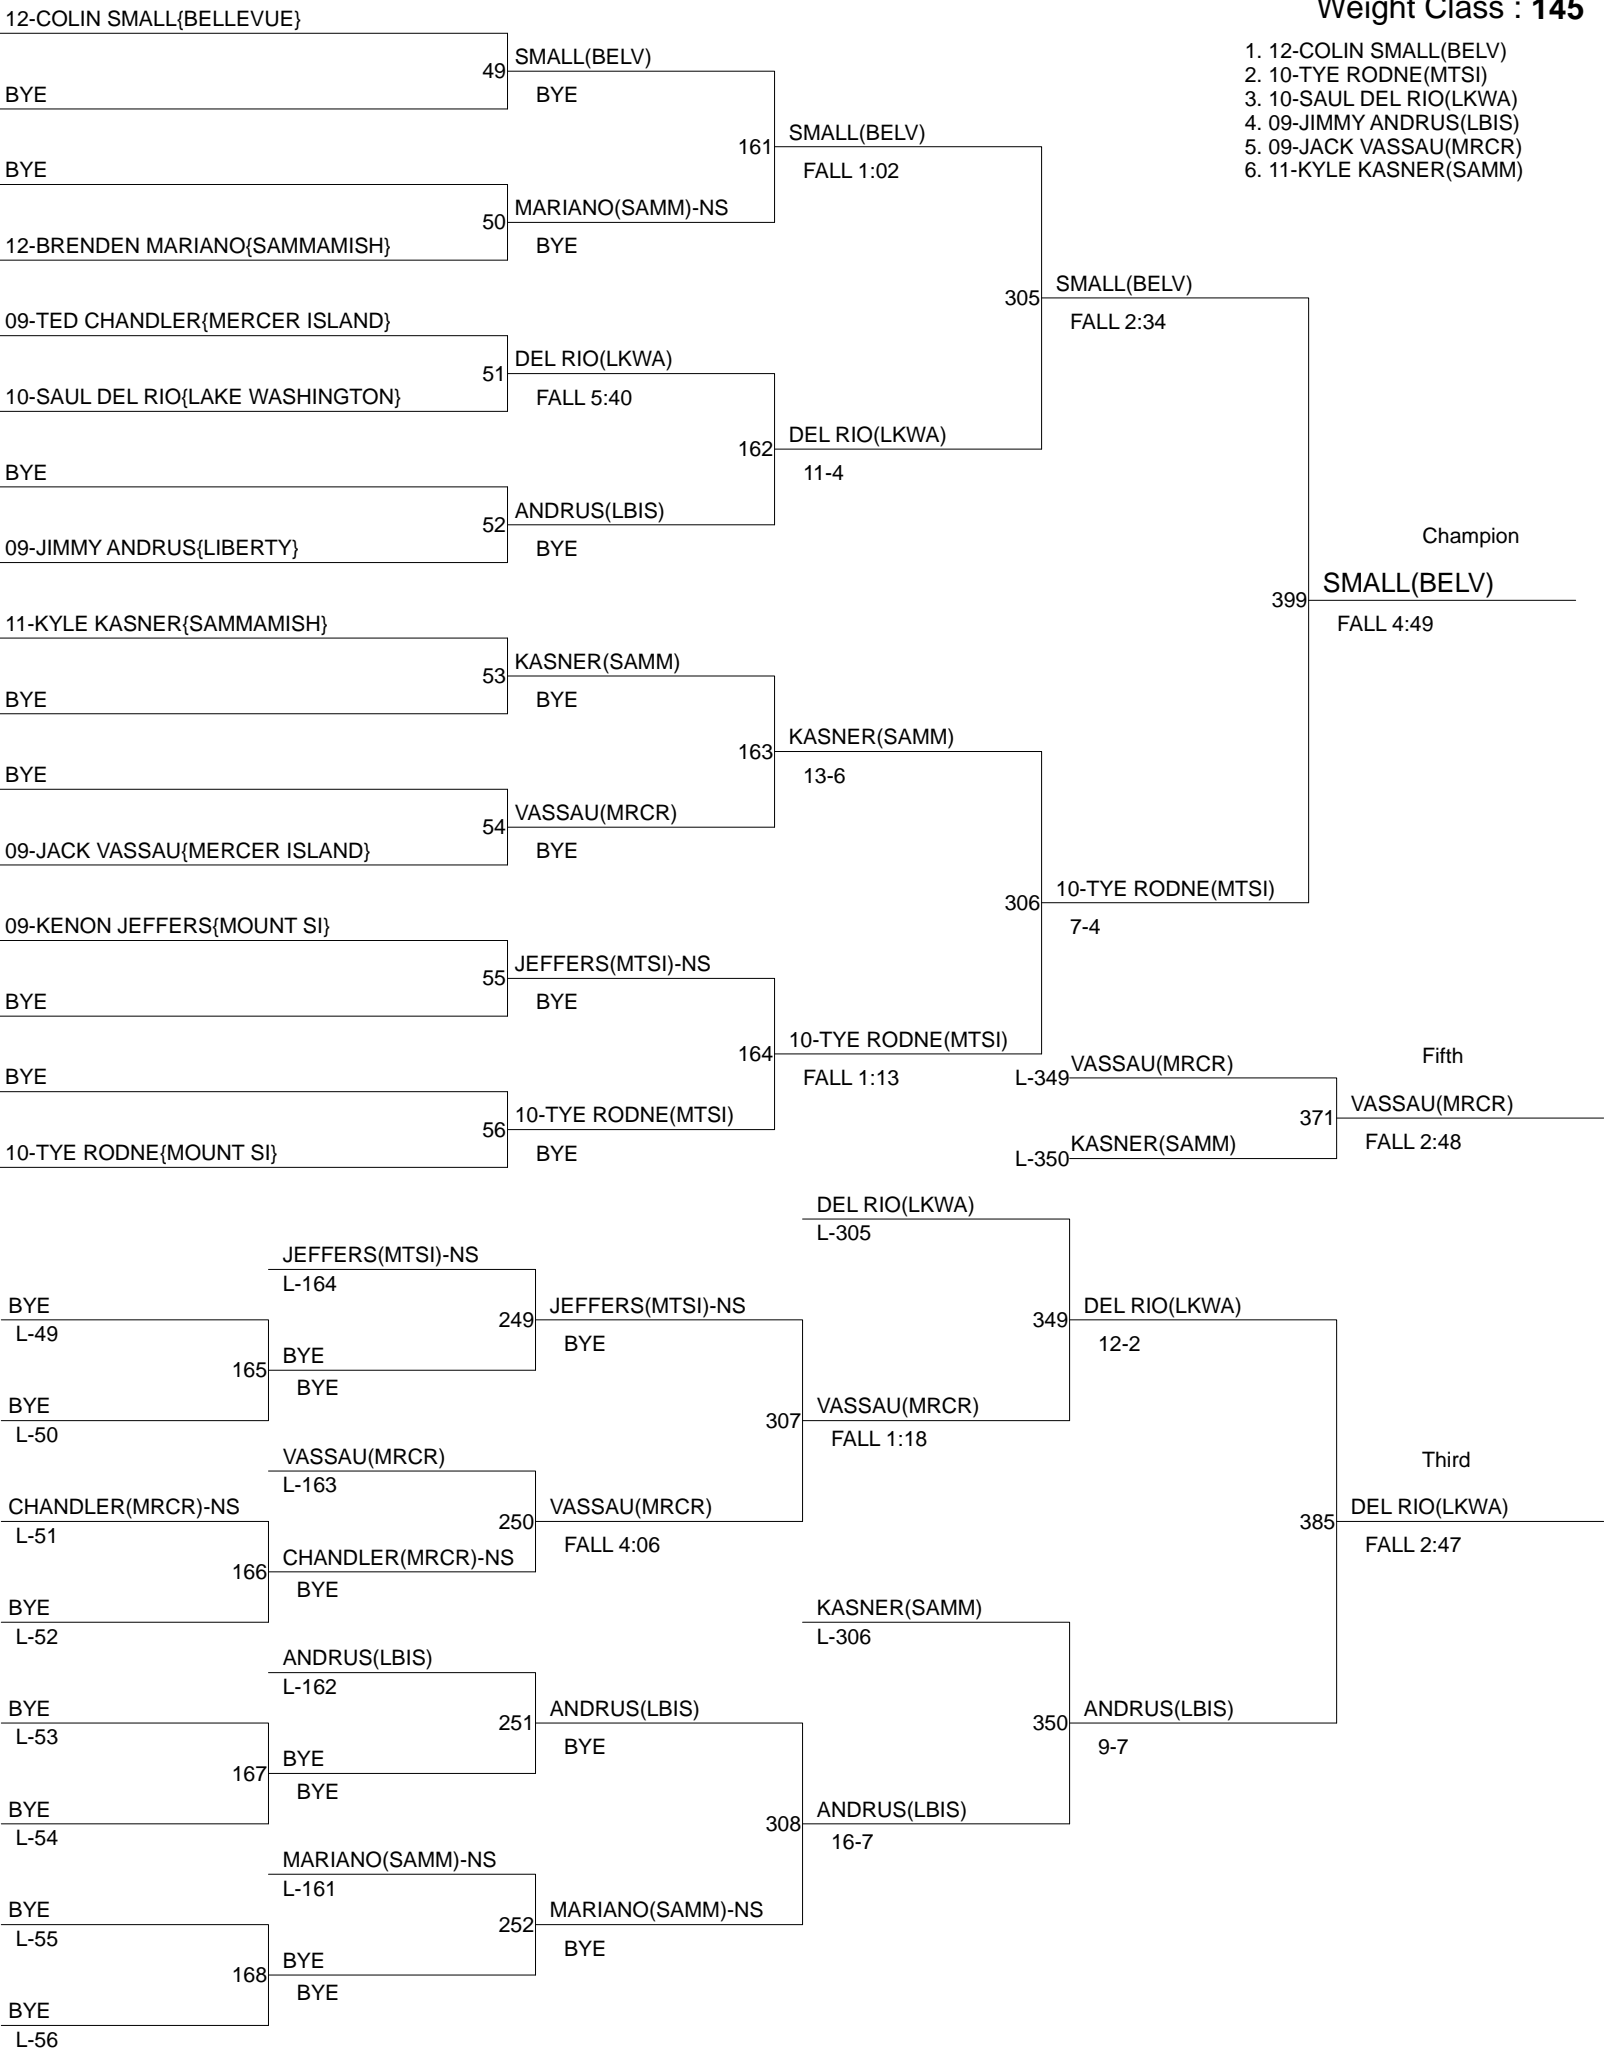 12-COLIN SMALL{BELLEVUE}
Weight Class : 145
1. 12-COLIN SMALL(BELV)
2. 10-TYE RODNE(MTSI)
3. 10-SAUL DEL RIO(LKWA)
4. 09-JIMMY ANDRUS(LBIS)
5. 09-JACK VASSAU(MRCR)
6. 11-KYLE KASNER(SAMM)
49
SMALL(BELV)
BYE
BYE
161
SMALL(BELV)
FALL 1:02
BYE
50
MARIANO(SAMM)-NS
BYE
12-BRENDEN MARIANO{SAMMAMISH}
305
SMALL(BELV)
FALL 2:34
09-TED CHANDLER{MERCER ISLAND}
51
DEL RIO(LKWA)
FALL 5:40
10-SAUL DEL RIO{LAKE WASHINGTON}
162
DEL RIO(LKWA)
11-4
BYE
52
ANDRUS(LBIS)
BYE
09-JIMMY ANDRUS{LIBERTY}
Champion
399
SMALL(BELV)
FALL 4:49
11-KYLE KASNER{SAMMAMISH}
53
KASNER(SAMM)
BYE
BYE
163
KASNER(SAMM)
13-6
BYE
54
VASSAU(MRCR)
BYE
09-JACK VASSAU{MERCER ISLAND}
306
10-TYE RODNE(MTSI)
7-4
09-KENON JEFFERS{MOUNT SI}
55
JEFFERS(MTSI)-NS
BYE
BYE
164
10-TYE RODNE(MTSI)
FALL 1:13
BYE
56
10-TYE RODNE(MTSI)
BYE
10-TYE RODNE{MOUNT SI}
Fifth
L-349
VASSAU(MRCR)
371
VASSAU(MRCR)
FALL 2:48
L-350
KASNER(SAMM)
DEL RIO(LKWA)
L-305
JEFFERS(MTSI)-NS
L-164
BYE
L-49
249
JEFFERS(MTSI)-NS
BYE
349
DEL RIO(LKWA)
12-2
165
BYE
BYE
BYE
L-50
307
VASSAU(MRCR)
FALL 1:18
VASSAU(MRCR)
L-163
Third
CHANDLER(MRCR)-NS
L-51
250
VASSAU(MRCR)
FALL 4:06
385
DEL RIO(LKWA)
FALL 2:47
166
CHANDLER(MRCR)-NS
BYE
BYE
L-52
KASNER(SAMM)
L-306
ANDRUS(LBIS)
L-162
BYE
L-53
251
ANDRUS(LBIS)
BYE
350
ANDRUS(LBIS)
9-7
167
BYE
BYE
BYE
L-54
308
ANDRUS(LBIS)
16-7
MARIANO(SAMM)-NS
L-161
BYE
L-55
252
MARIANO(SAMM)-NS
BYE
168
BYE
BYE
BYE
L-56